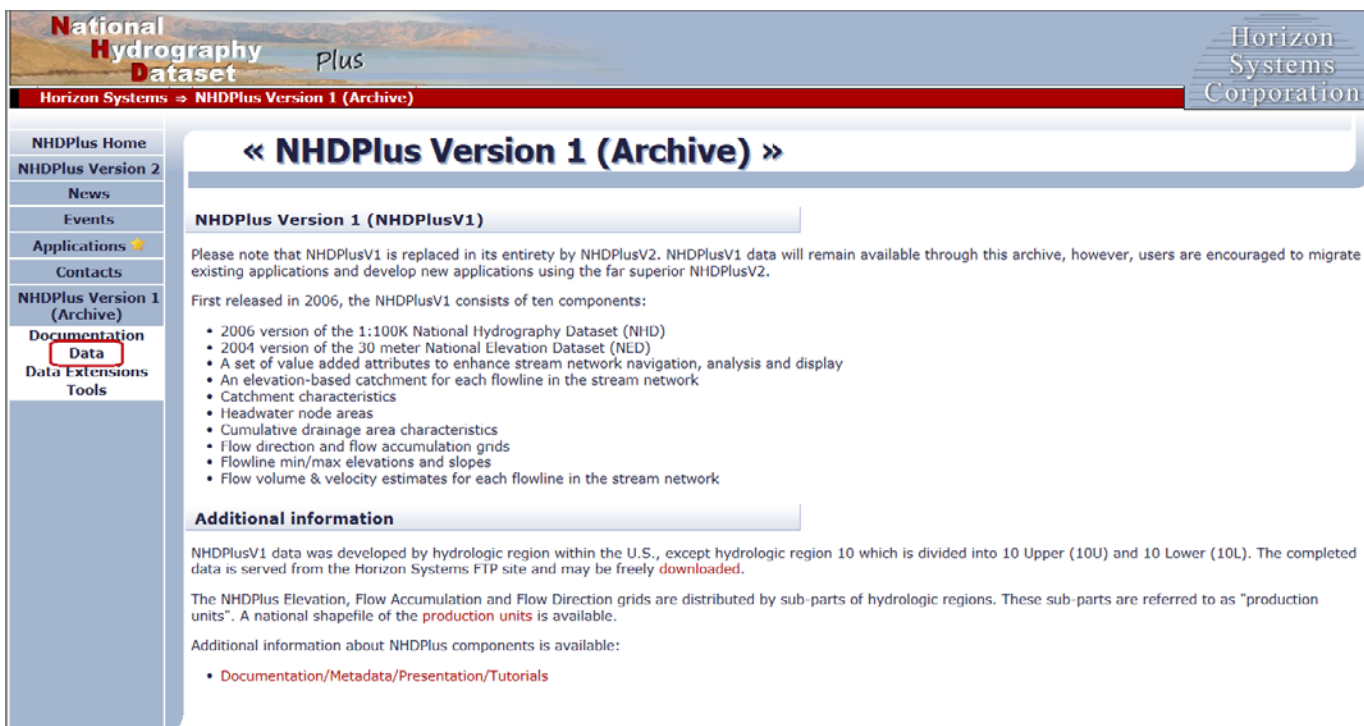 National
Hydrography
Dataset
Plus
Horizon
Systems
Corporation
Horizon Systems ⇒ NHDPlus Version 1 (Archive)
NHDPlus Home
NHDPlus Version 2
News
Events
Applications
Contacts
NHDPlus Version 1
(Archive)
Documentation
Data
Data Extensions
Tools
« NHDPlus Version 1 (Archive) »
NHDPlus Version 1 (NHDPlusV1)
Please note that NHDPlusV1 is replaced in its entirety by NHDPlusV2. NHDPlusV1 data will remain available through this archive, however, users are encouraged to migrate
existing applications and develop new applications using the far superior NHDPlusV2.
First released in 2006, the NHDPlusV1 consists of ten components:
• 2006 version of the 1:100K National Hydrography Dataset (NHD)
• 2004 version of the 30 meter National Elevation Dataset (NED)
• A set of value added attributes to enhance stream network navigation, analysis and display
• An elevation-based catchment for each flowline in the stream network
• Catchment characteristics
• Headwater node areas
• Cumulative drainage area characteristics
• Flow direction and flow accumulation grids
• Flowline min/max elevations and slopes
• Flow volume & velocity estimates for each flowline in the stream network
Additional information
NHDPlusV1 data was developed by hydrologic region within the U.S., except hydrologic region 10 which is divided into 10 Upper (10U) and 10 Lower (10L). The completed
data is served from the Horizon Systems FTP site and may be freely downloaded.
The NHDPlus Elevation, Flow Accumulation and Flow Direction grids are distributed by sub-parts of hydrologic regions. These sub-parts are referred to as "production
units". A national shapefile of the production units is available.
Additional information about NHDPlus components is available:
• Documentation/Metadata/Presentation/Tutorials